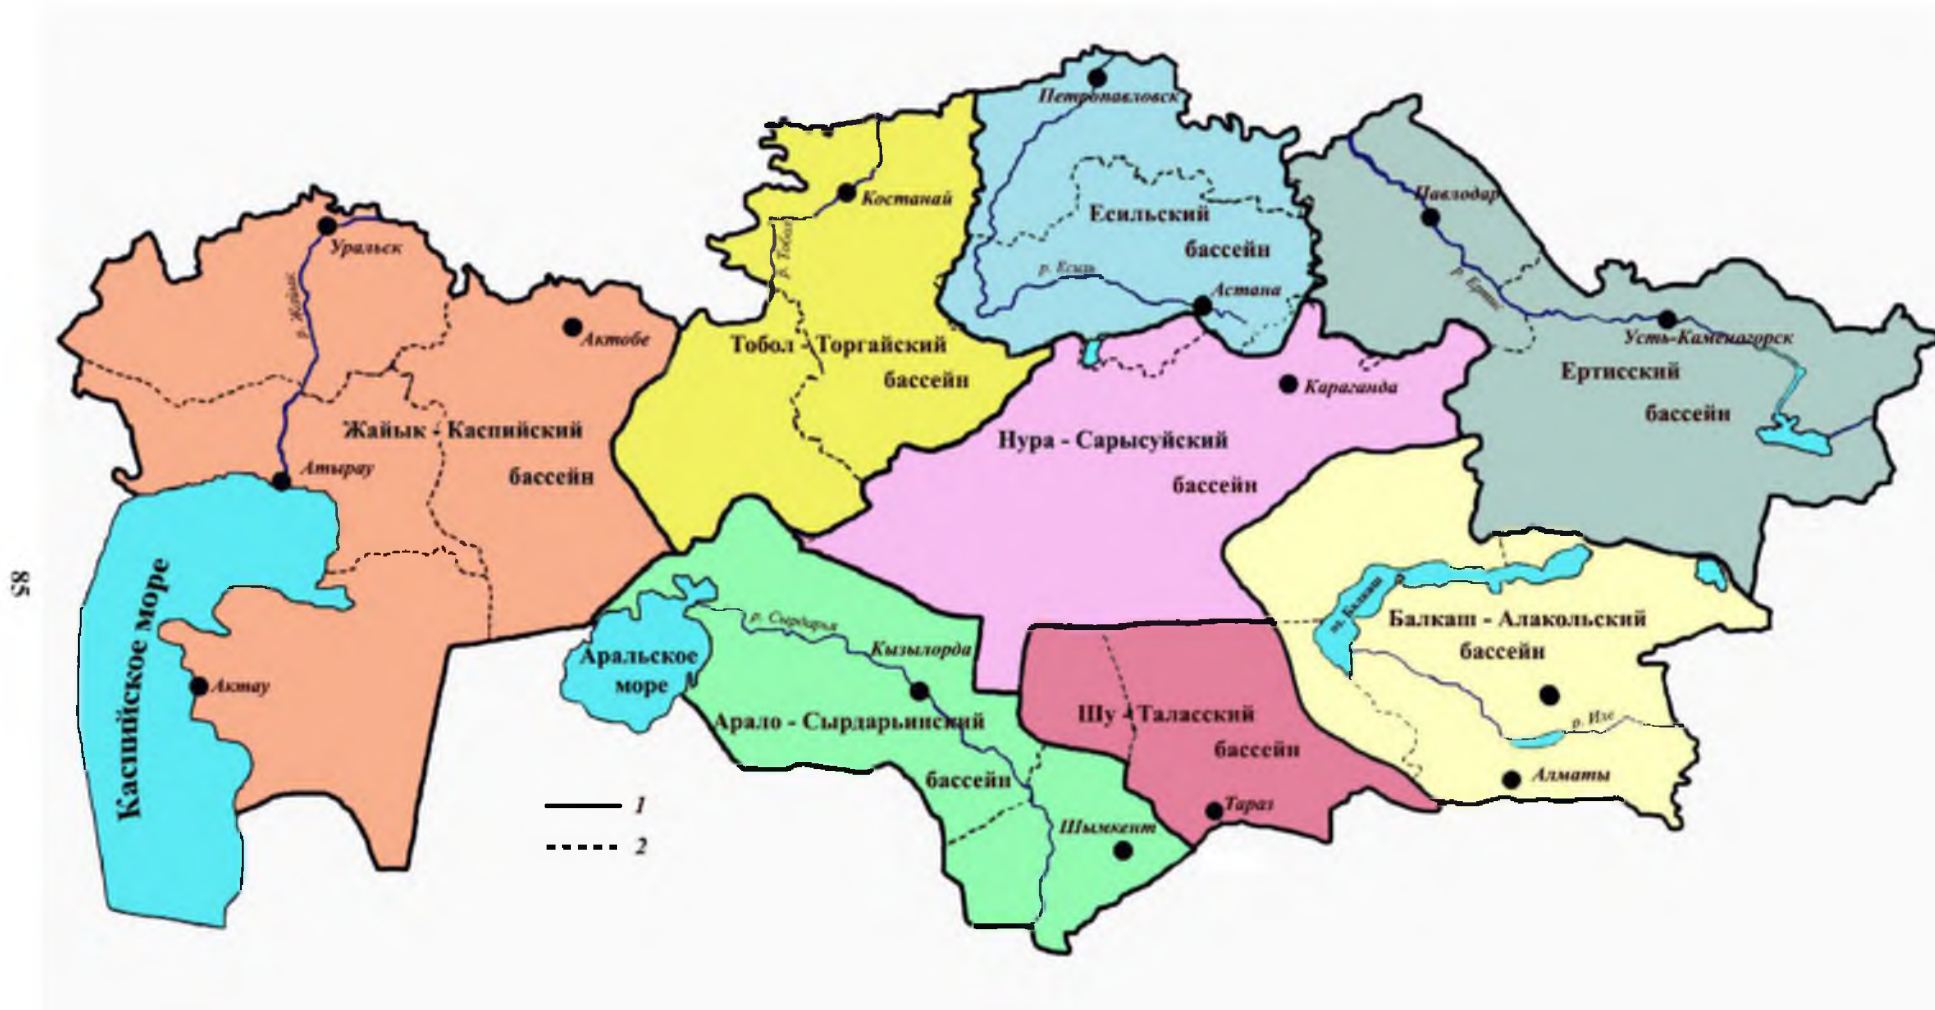 Петропавловск
Костанай
р. Тобол
Есильский
бассейн
р. Есиль
Астана
Павлодар
р. Ертис
Усть-Каменагорск
Ертисский
бассейн
Уральск
р. Жайык
Актобе
Тобол - Торгайский
бассейн
Караганда
Жайык - Каспийский
бассейн
Атырау
Нура - Сарысуйский
бассейн
85
Каспийское море
Актау
Аральское
море
р. Сырдарья
Кызылорда
Арало - Сырдарьинский
бассейн
Шымкент
Шу - Таласский
бассейн
Тараз
оз. Балкаш
Балкаш - Алакольский
бассейн
р. Иле
Алматы
1
2